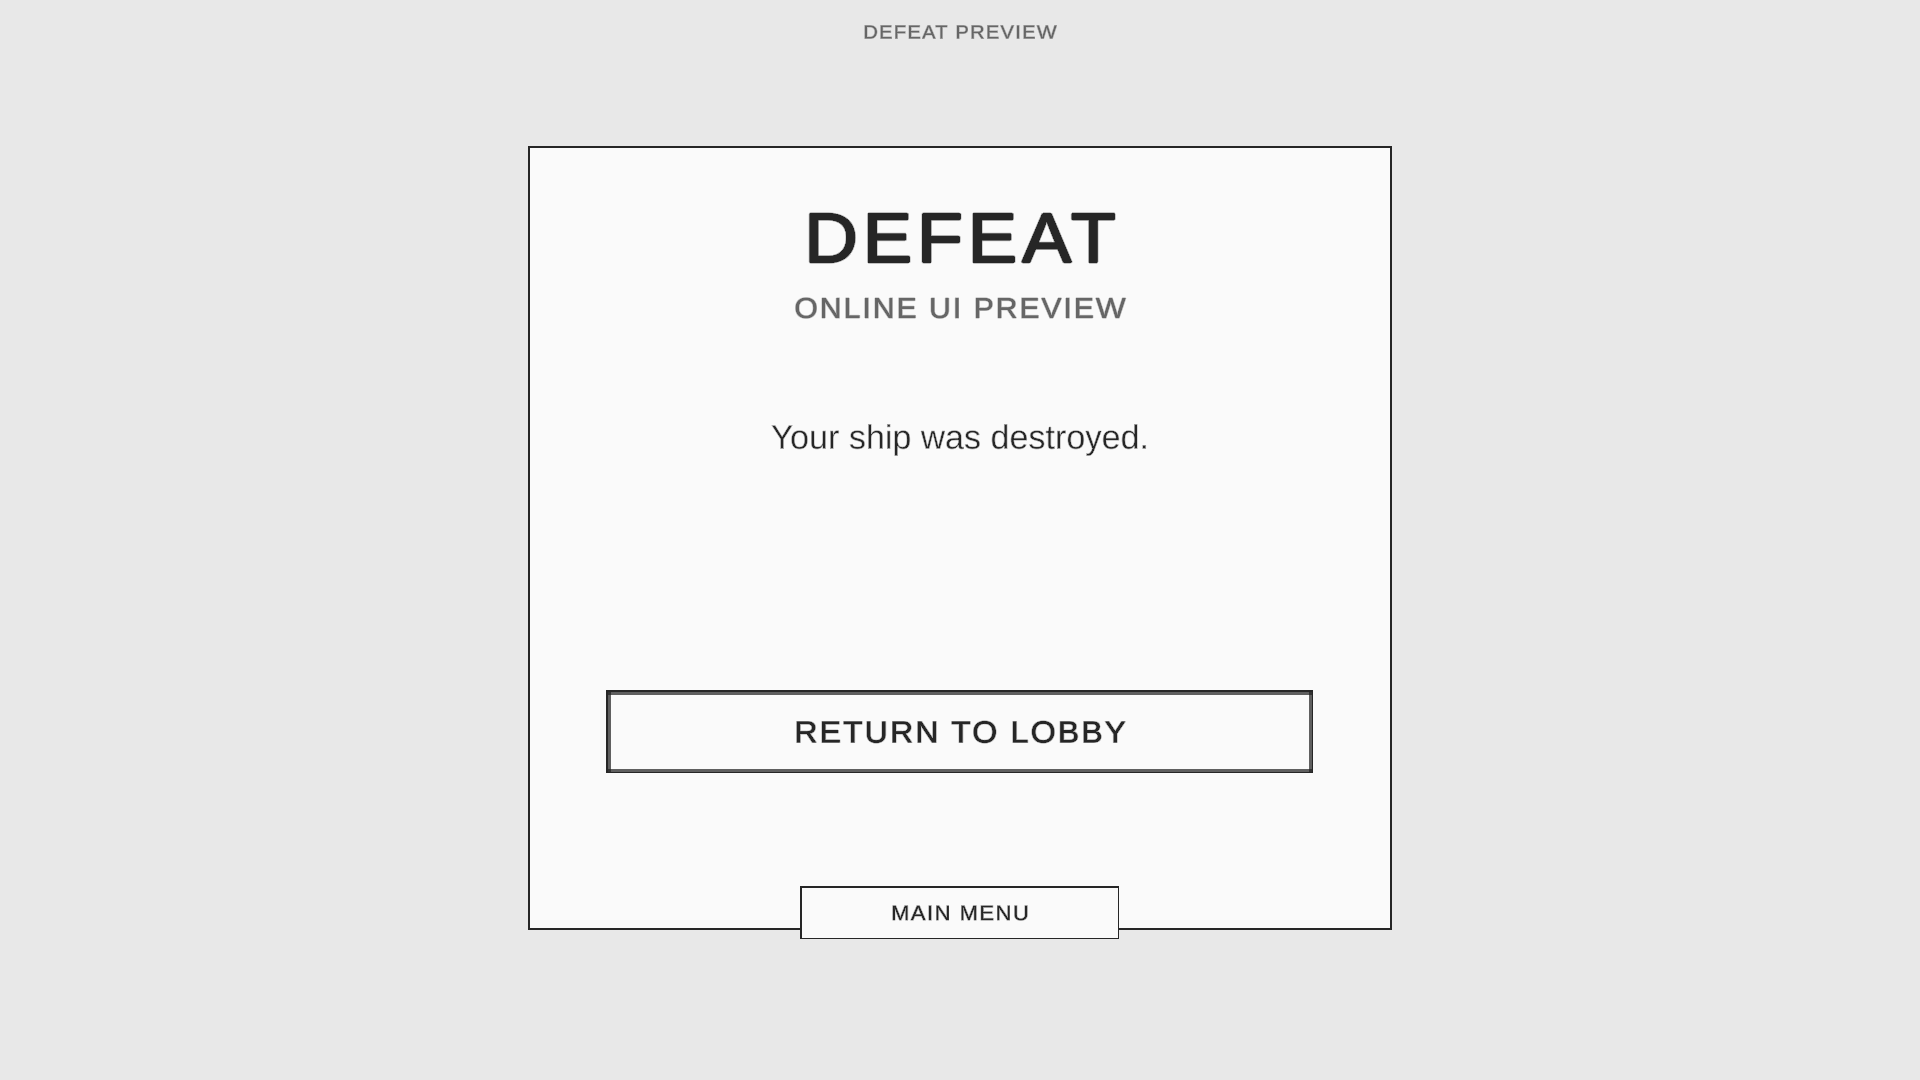 DEFEAT PREVIEW
DEFEAT
ONLINE UI PREVIEW
Your ship was destroyed.
RETURN TO LOBBY
MAIN MENU